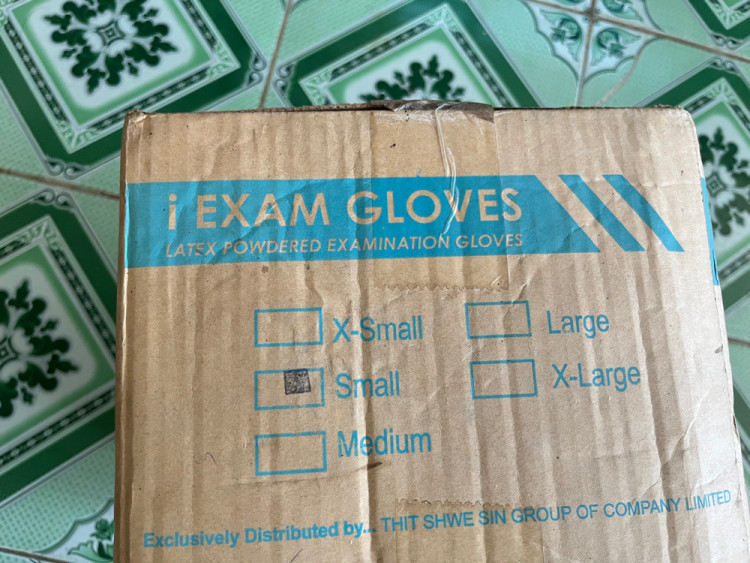 i EXAM GLOVES
LATEX POWDERED EXAMINATION GLOVES
X-Small
Large
Small
X-Large
Medium
Exclusively Distributed by... THIT SHWE SIN GROUP OF COMPANY LIMITED